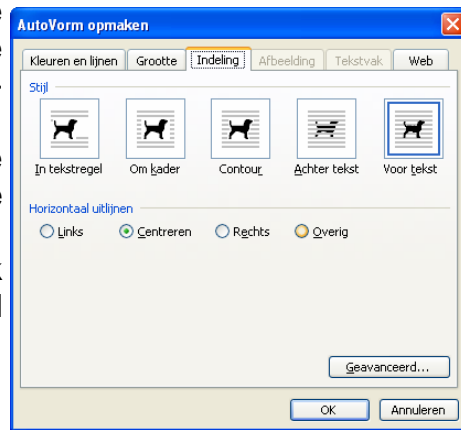 AutoVorm opmaken
Kleuren en lijnen Grootte Indeling Afbeelding Tekstvak Web
Stijl
In tekstregel Om kader Contour Achter tekst Voor tekst
Horizontaal uitlijnen
Links Centreren Rechts Overig
Geavanceerd...
OK Annuleren